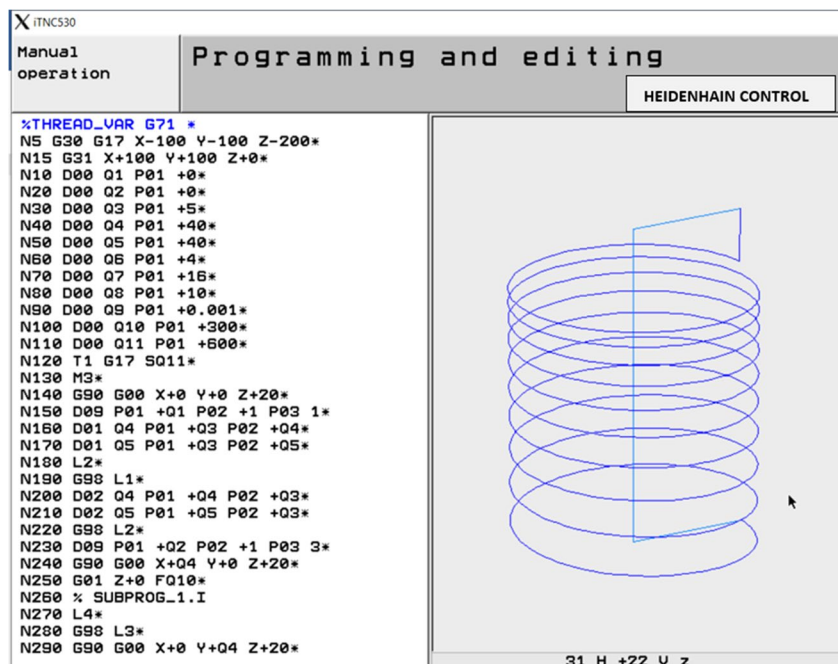 iTNC530
Manual
operation
Programming and editing
HEIDENHAIN CONTROL
%THREAD_VAR G71 *
N5 G30 G17 X-100 Y-100 Z-200*
N15 G31 X+100 Y+100 Z+0*
N10 D00 Q1 P01 +0*
N20 D00 Q2 P01 +0*
N30 D00 Q3 P01 +5*
N40 D00 Q4 P01 +40*
N50 D00 Q5 P01 +40*
N60 D00 Q6 P01 +4*
N70 D00 Q7 P01 +16*
N80 D00 Q8 P01 +10*
N90 D00 Q9 P01 +0.001*
N100 D00 Q10 P01 +300*
N110 D00 Q11 P01 +600*
N120 T1 G17 SQ11*
N130 M3*
N140 G90 G00 X+0 Y+0 Z+20*
N150 D09 P01 +Q1 P02 +1 P03 1*
N160 D01 Q4 P01 +Q3 P02 +Q4*
N170 D01 Q5 P01 +Q3 P02 +Q5*
N180 L2*
N190 G98 L1*
N200 D02 Q4 P01 +Q4 P02 +Q3*
N210 D02 Q5 P01 +Q5 P02 +Q3*
N220 G98 L2*
N230 D09 P01 +Q2 P02 +1 P03 3*
N240 G90 G00 X+Q4 Y+0 Z+20*
N250 G01 Z+0 FQ10*
N260 % SUBPROG_1.I
N270 L4*
N280 G98 L3*
N290 G90 G00 X+0 Y+Q4 Z+20*